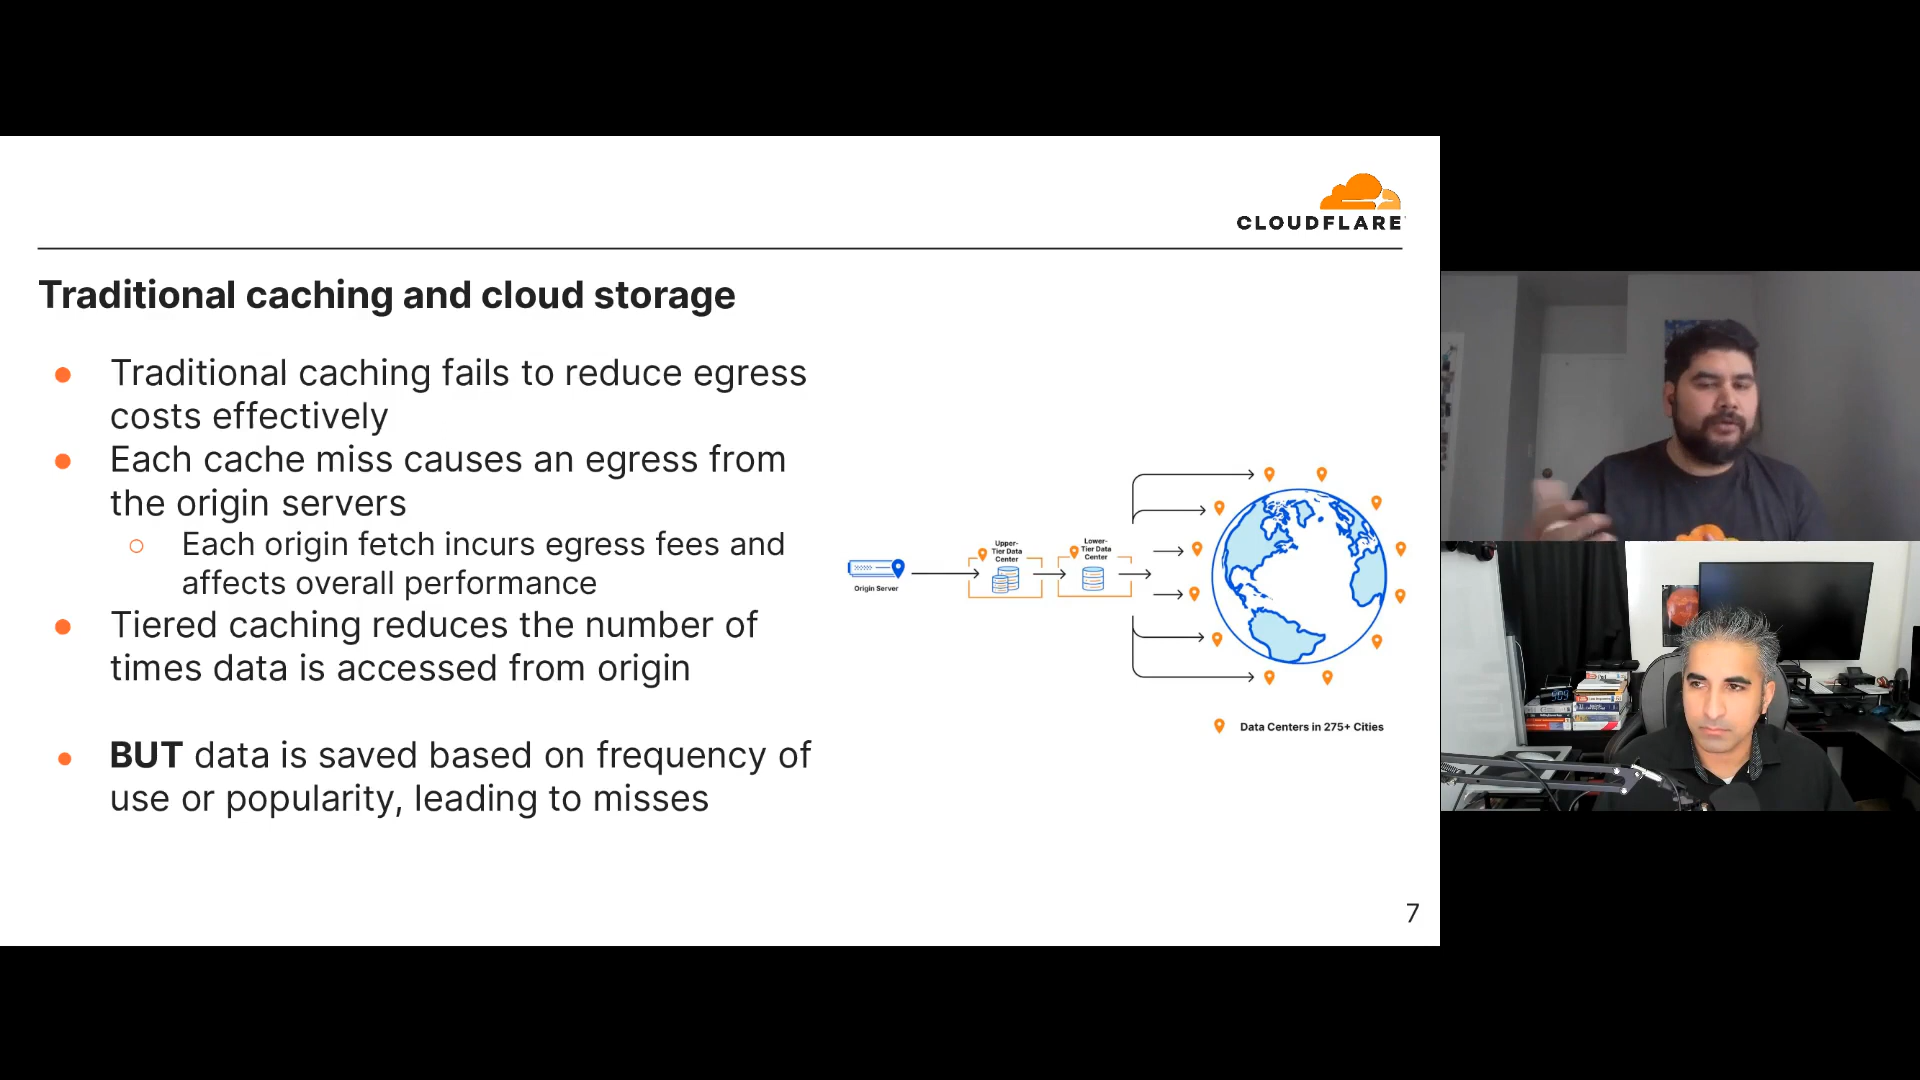 CLOUDFLARE
Traditional caching and cloud storage
● Traditional caching fails to reduce egress
costs effectively
● Each cache miss causes an egress from
the origin servers
○ Each origin fetch incurs egress fees and
affects overall performance
● Tiered caching reduces the number of
times data is accessed from origin
● BUT data is saved based on frequency of
use or popularity, leading to misses
Origin Server
Upper-
Tier Data
Center
Lower-
Tier Data
Center
Data Centers in 275+ Cities
7